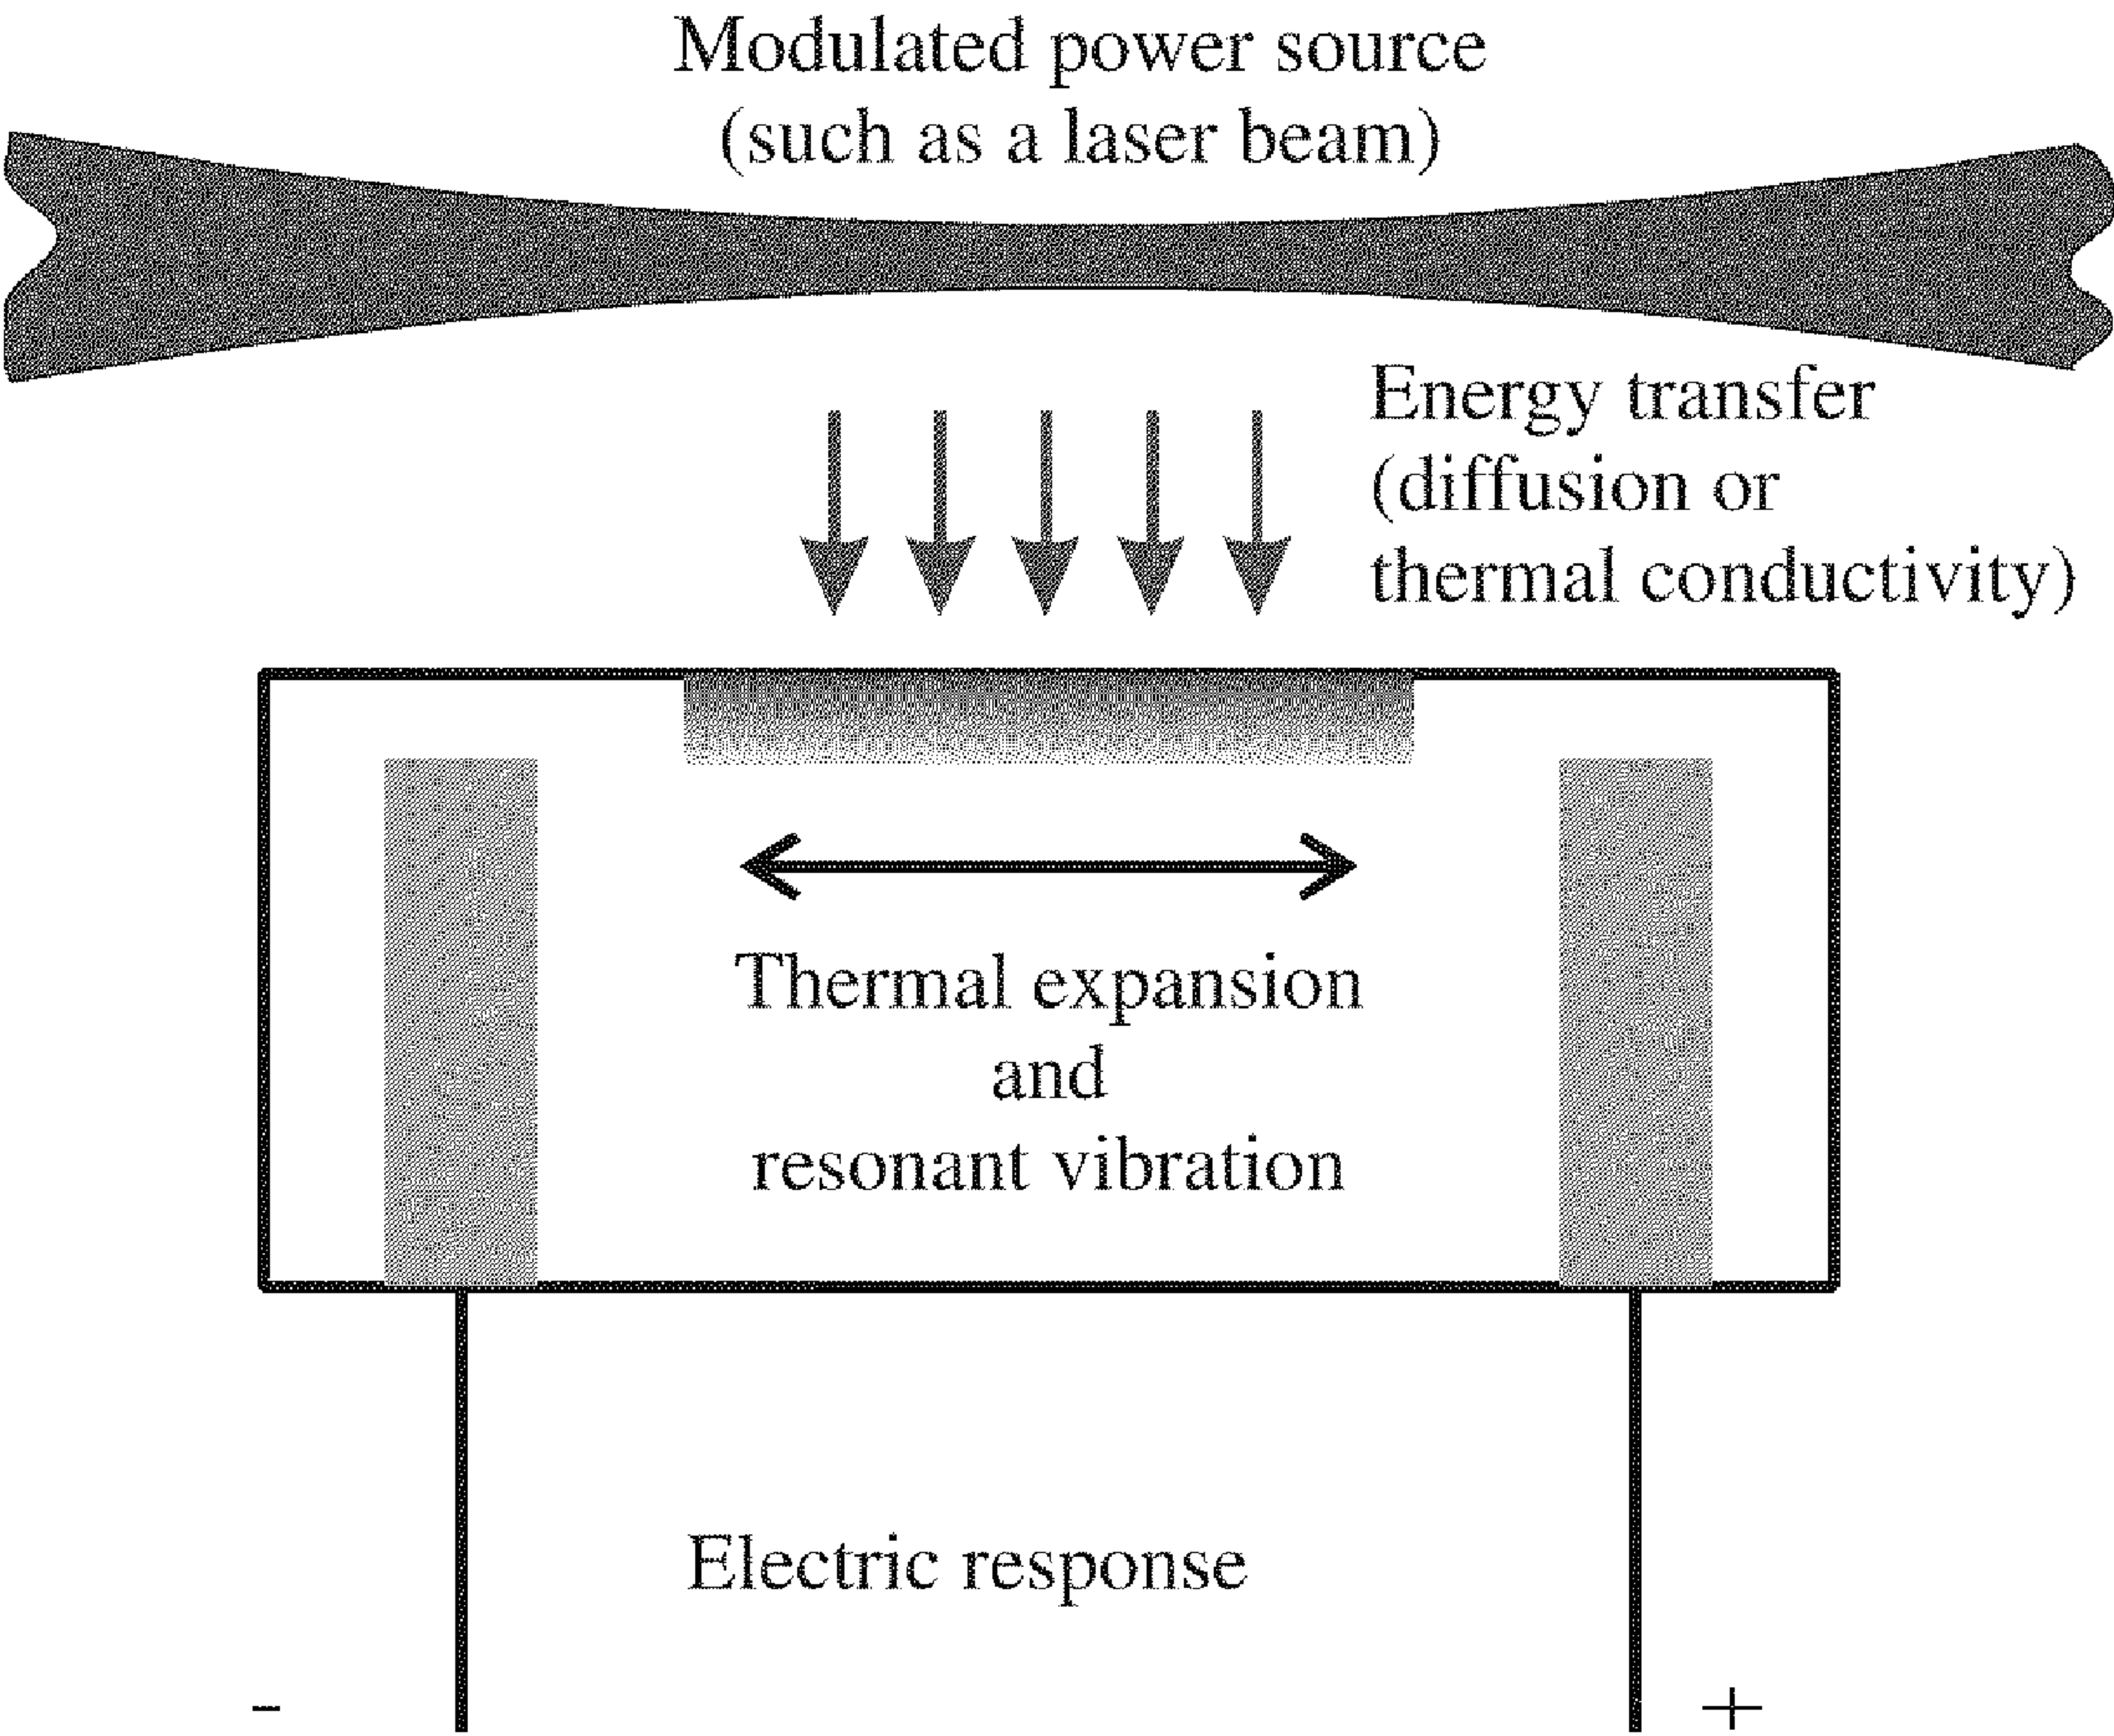 Modulated power source
(such as a laser beam)
Energy transfer
(diffusion or
thermal conductivity)
Thermal expansion
and
resonant vibration
Electric response
- +